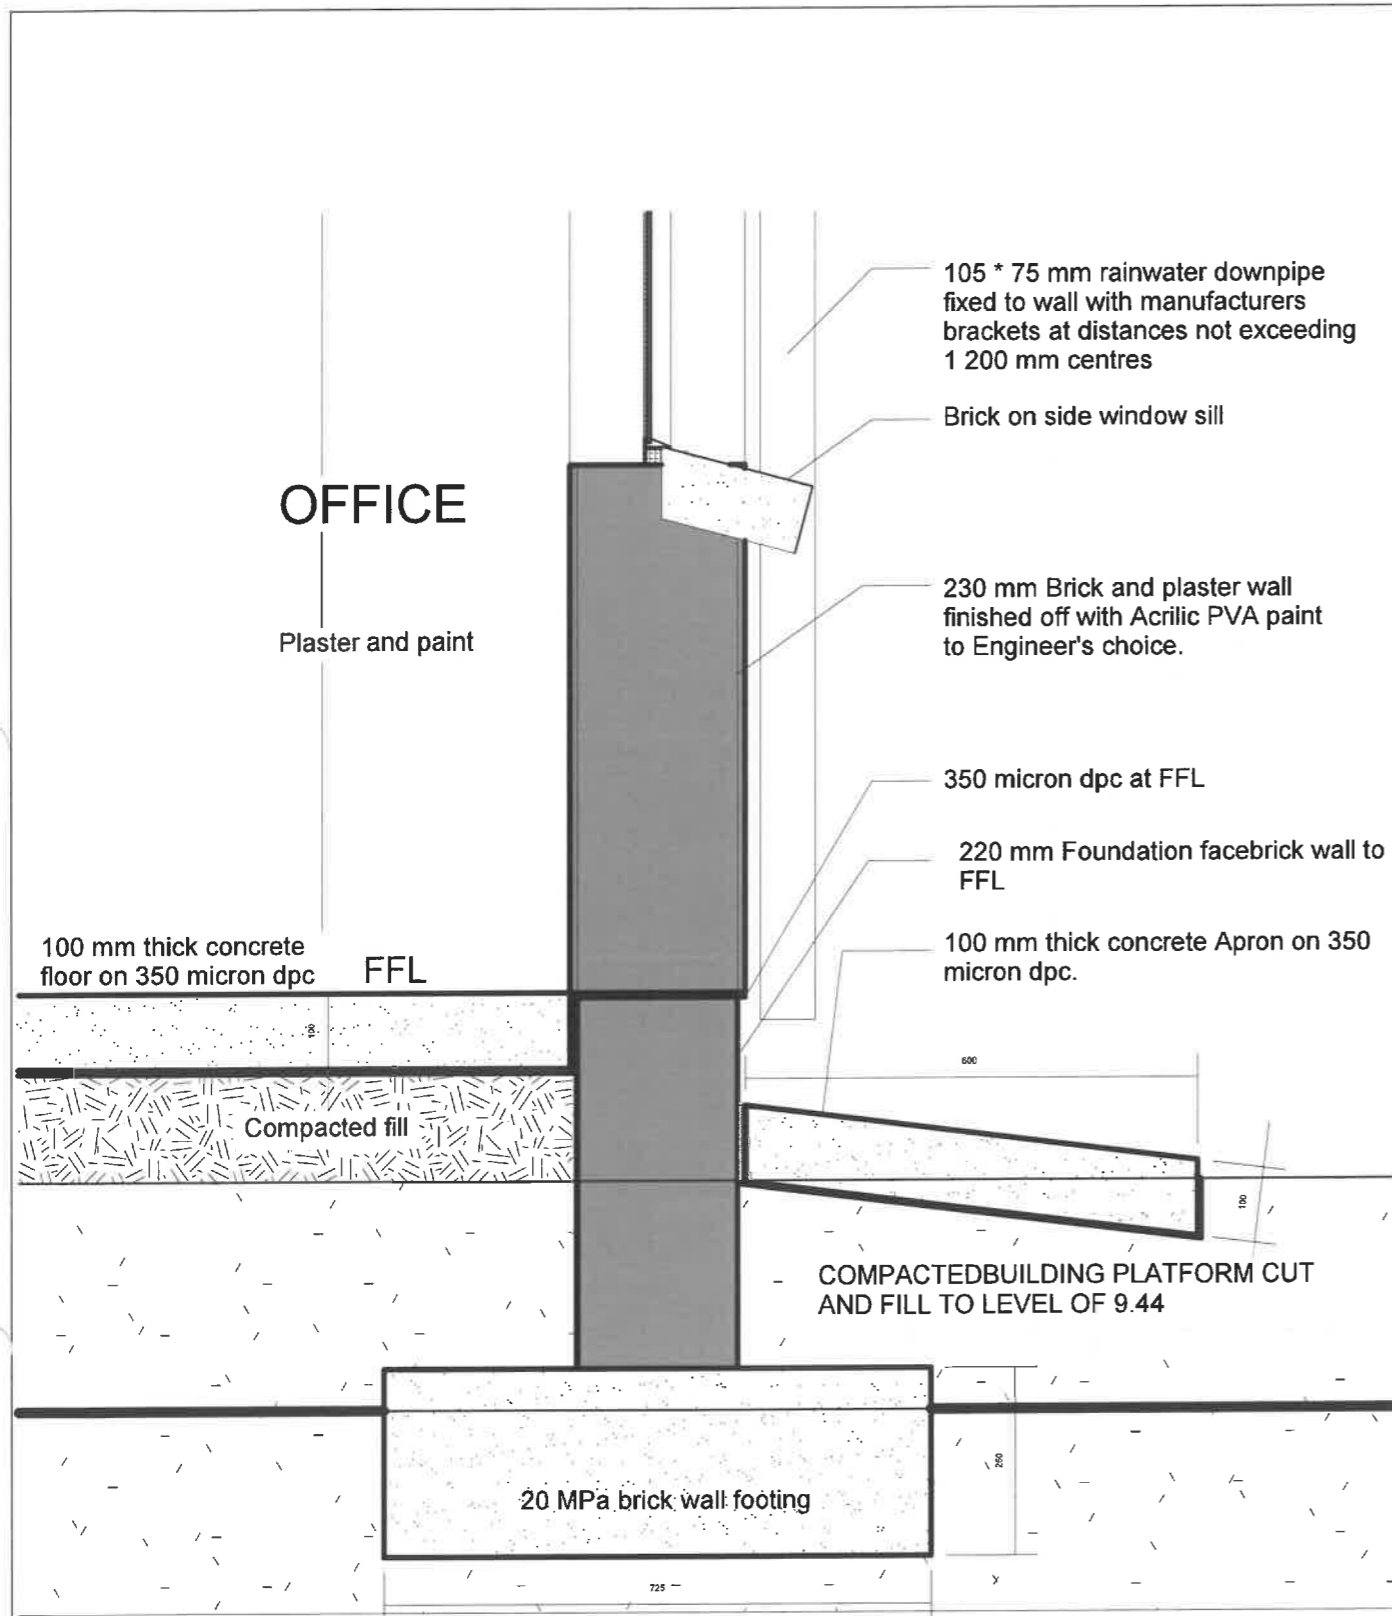 105 * 75 mm rainwater downpipe
fixed to wall with manufacturers
brackets at distances not exceeding
1 200 mm centres
Brick on side window sill
OFFICE
230 mm Brick and plaster wall
finished off with Acrilic PVA paint
to Engineer's choice.
Plaster and paint
350 micron dpc at FFL
220 mm Foundation facebrick wall to
FFL
100 mm thick concrete
floor on 350 micron dpc
FFL
100 mm thick concrete Apron on 350
micron dpc.
100
600
Compacted fill
100
COMPACTEDBUILDING PLATFORM CUT
AND FILL TO LEVEL OF 9.44
20 MPa brick wall footing
725